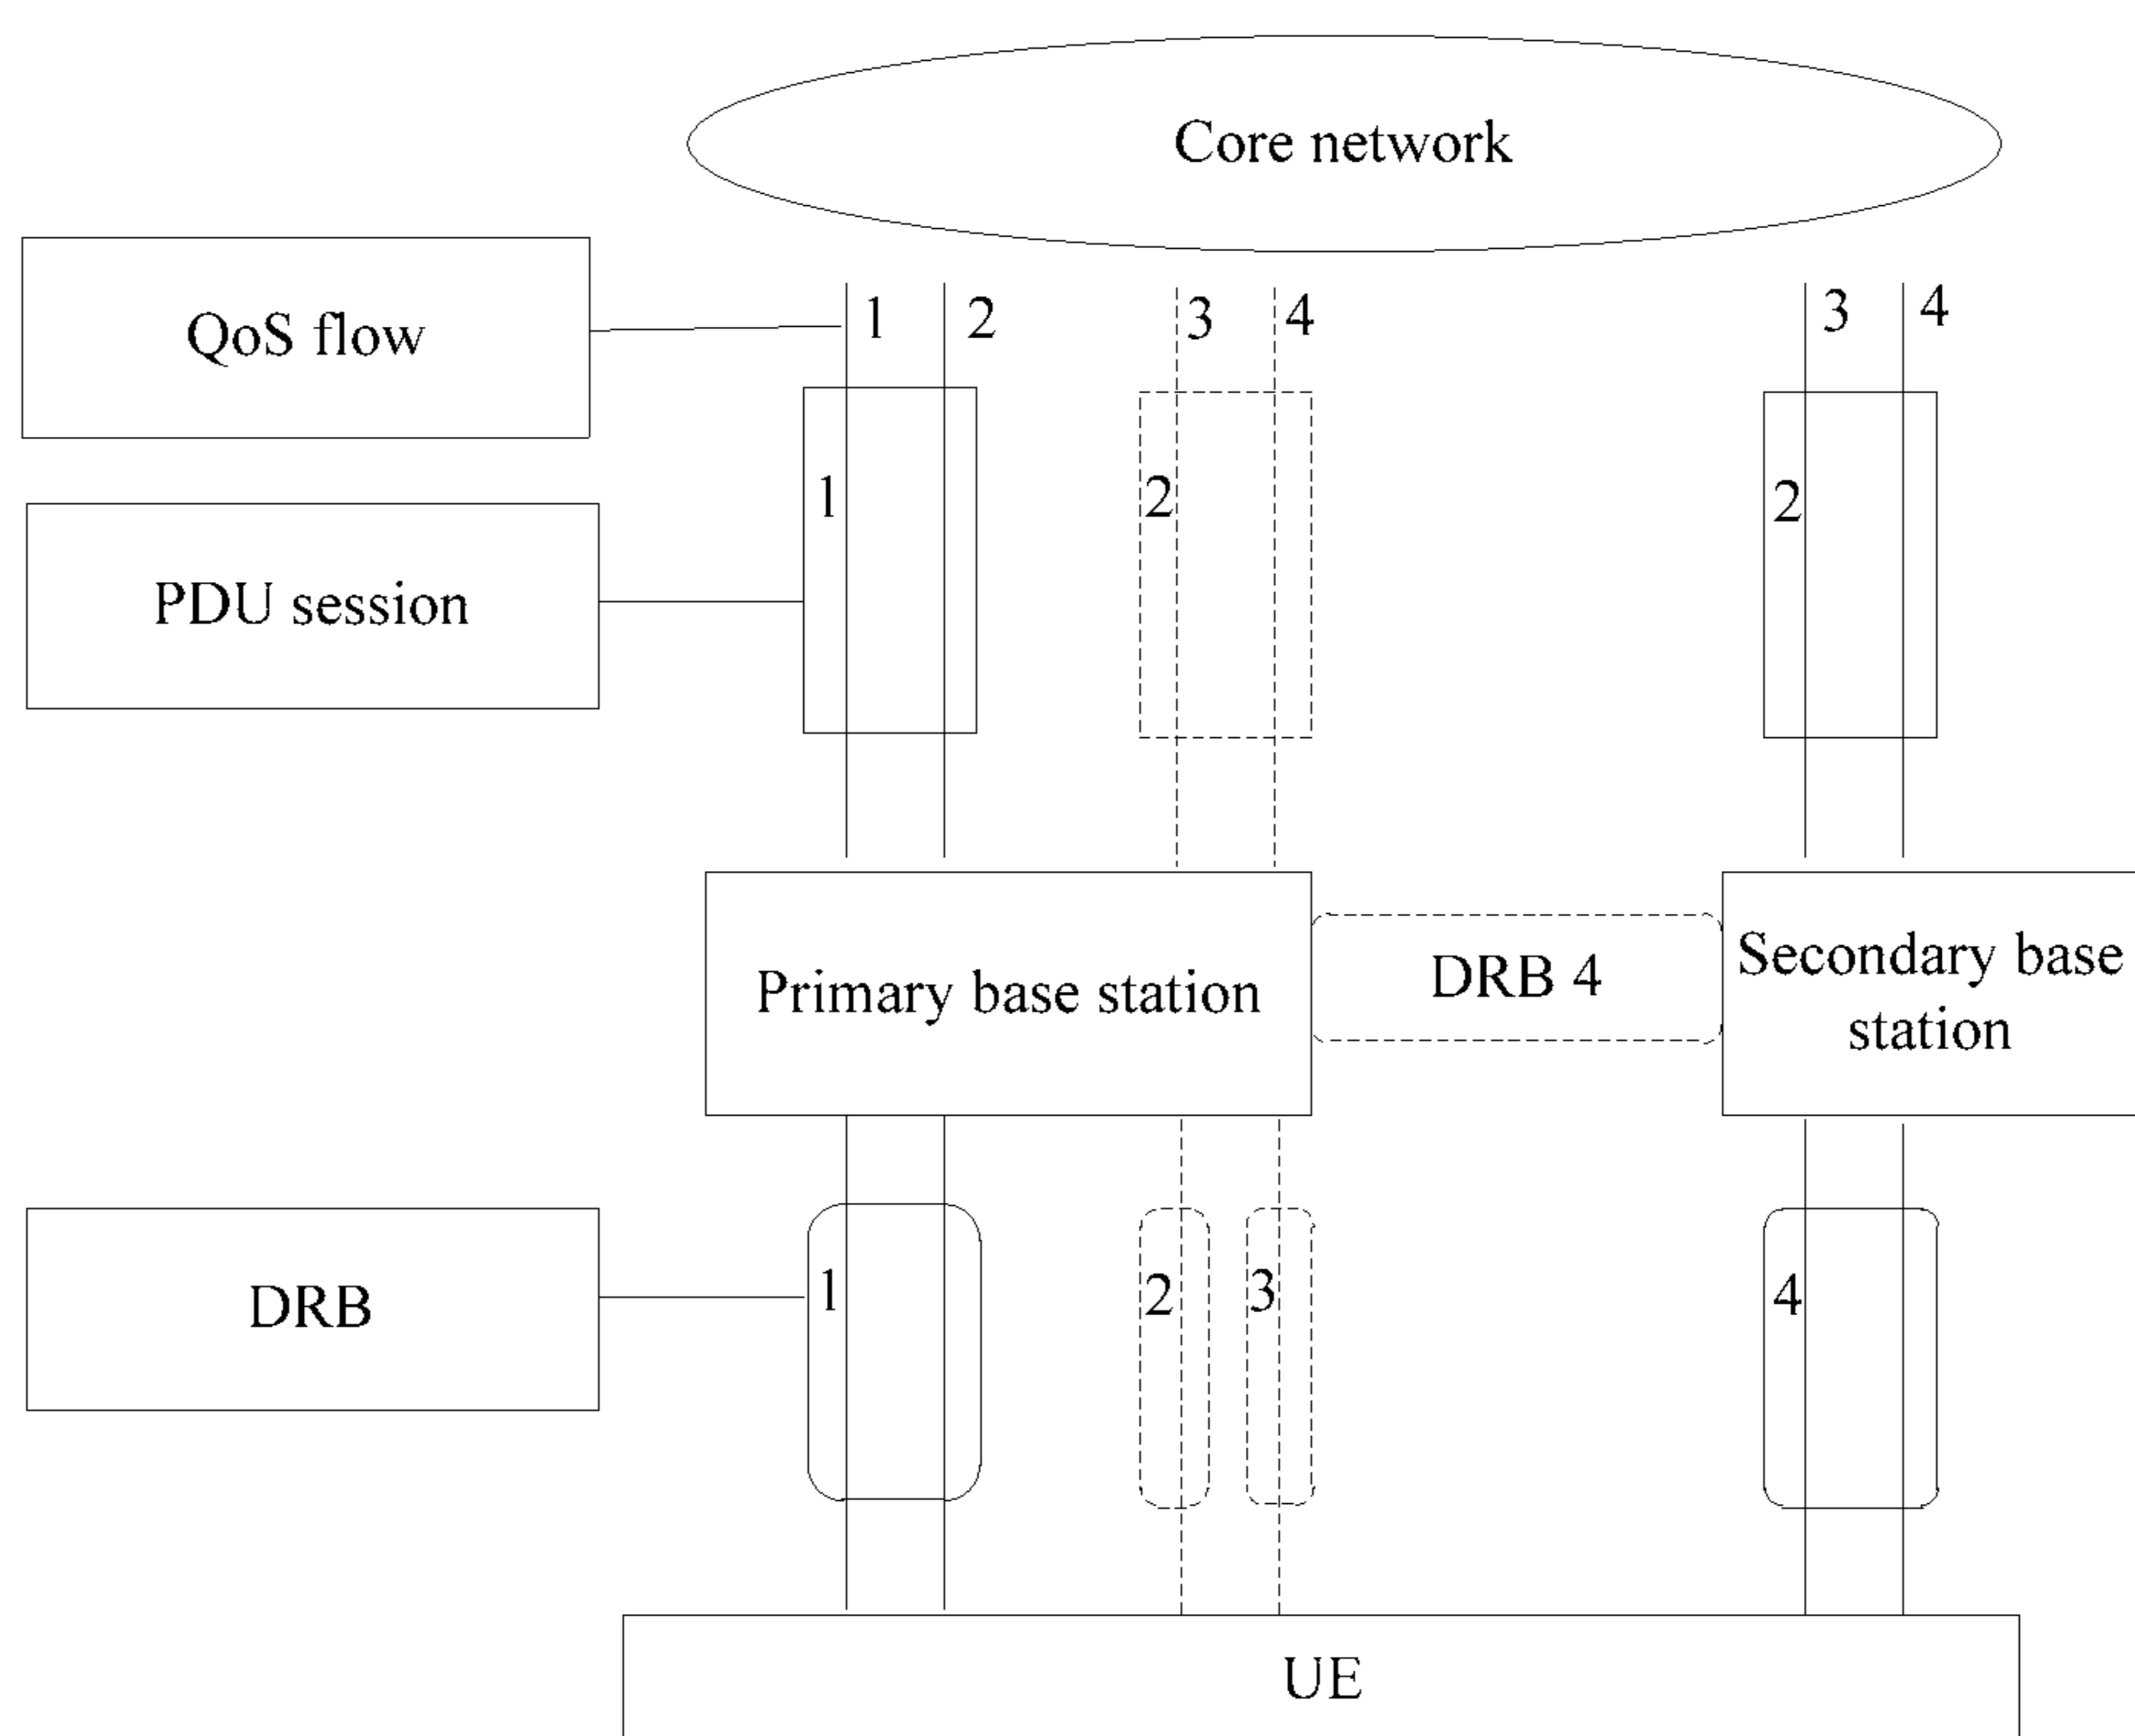 Core network
QoS flow
1
2
3
4
3
4
PDU session
1
2
2
Primary base station
DRB 4
Secondary base
station
DRB
1
2
3
4
UE